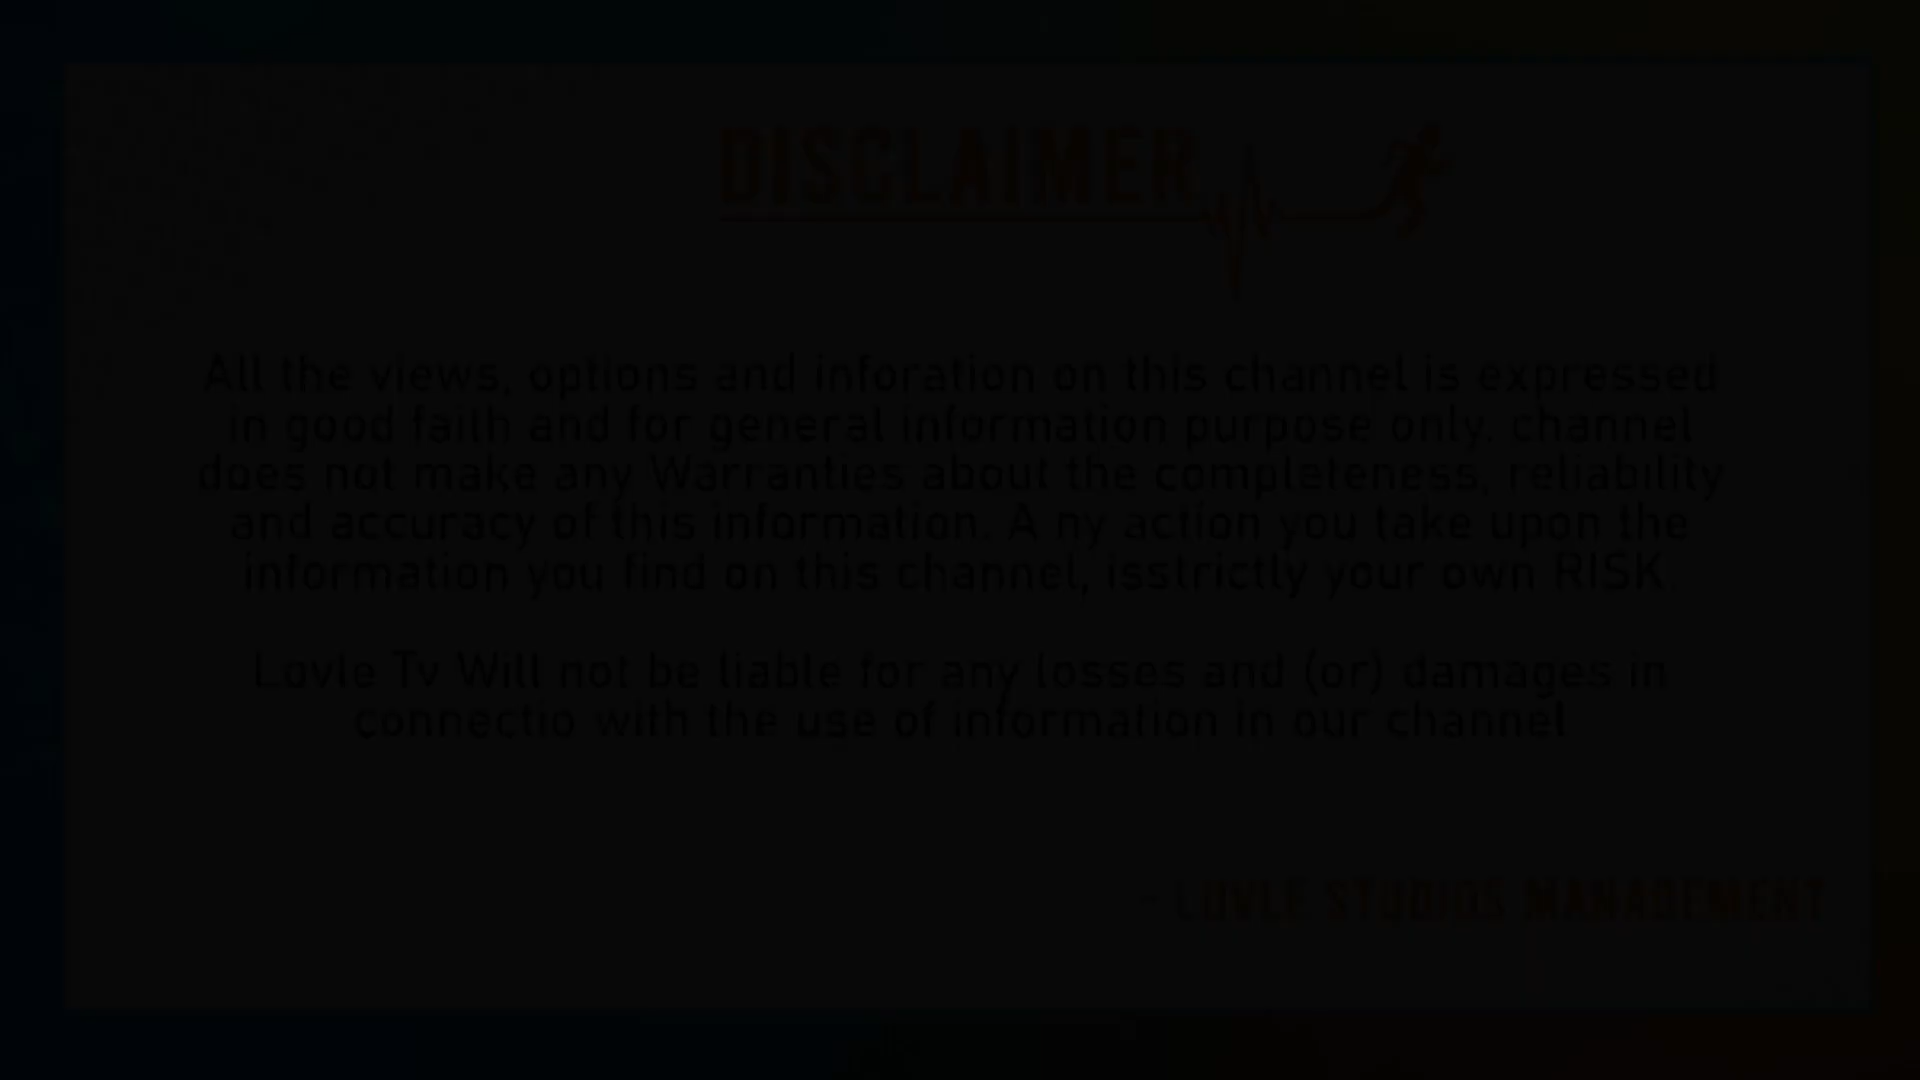 DISCLAIMER
All the views, options and inforation on this channel is expressed
in good faith and for general information purpose only. channel
does not make any Warranties about the completeness, reliability
and accuracy of this information. A ny action you take upon the
information you find on this channel, isstrictly your own RISK.
Lovle Tv Will not be liable for any losses and (or) damages in
connectio with the use of information in our channel
- LOVLE STUDIOS MANAGEMENT